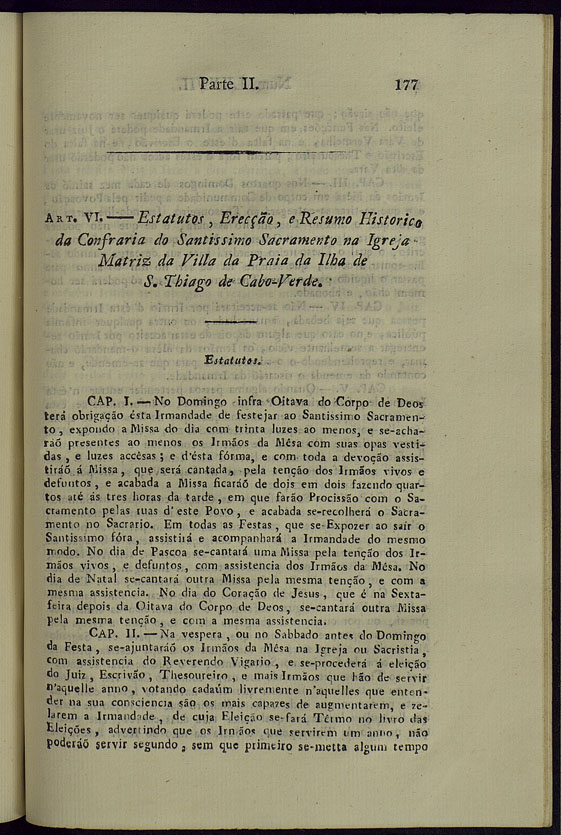 Parte II. 177
ART. VI. — Estatutos, Erecção, e Resumo Historico
da Confraria do Santissimo Sacramento na Igreja
Matriz da Villa da Praia da Ilha de
S. Thiago de Cabo-Verde.
Estatutos.
CAP. I. — No Domingo infra Oitava do Corpo de Deos
terá obrigação ésta Irmandade de festejar ao Santissimo Sacramen-
to, expondo a Missa do dia com trinta luzes ao menos, e se-acha-
raõ presentes ao menos os Irmãos da Mêsa com suas opas vesti-
das, e luzes accêsas; e d'ésta fórma, e com toda a devoção assis-
tiráõ á Missa, que será cantada, pela tenção dos Irmãos vivos e
defuntos, e acabada a Missa ficaráõ de dois em dois fazendo quar-
tos até ás tres horas da tarde, em que farão Procissão com o Sa-
cramento pelas ruas d'este Povo, e acabada se-recolherá o Sacra-
mento no Sacrario. Em todas as Festas, que se Expozer ao saír o
Santissimo fóra, assistirá e acompanhará a Irmandade do mesmo
modo. No dia de Pascoa se-cantará uma Missa pela tenção dos Ir-
mãos vivos, e defuntos, com assistencia dos Irmãos da Mêsa. No
dia de Natal se-cantará outra Missa pela mesma tenção, e com a
mesma assistencia. No dia do Coração de Jesus, que é na Sexta-
feira depois da Oitava do Corpo de Deos, se-cantará outra Missa
pela mesma tenção, e com a mesma assistencia.
CAP. II. — Na vespera, ou no Sabbado antes do Domingo
da Festa, se-ajuntaráõ os Irmãos da Mêsa na Igreja ou Sacristia,
com assistencia do Reverendo Vigario, e se-procederá á eleição
do Juiz, Escrivão, Thesoureiro, e mais Irmãos que hão de servir
n'aquelle anno, votando cadaûm livremente n'aquelles que enten-
der na sua consciencia são os mais capazes de augmentarem, e ze-
larem a Irmandade, de cuja Eleição se-fará Têrmo no livro das
Eleições, advertindo que os Irmãos que servirem um anno, não
poderáõ servir segundo, sem que primeiro se-metta algum tempo